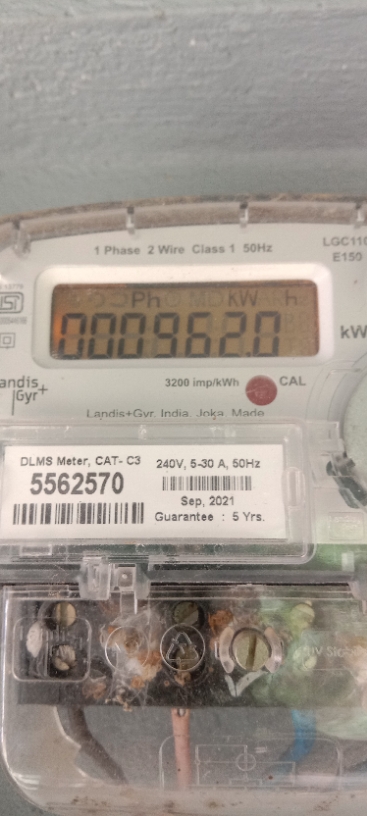 LGC110
1 Phase 2 Wire Class 1 50Hz
E150
Ph KW h
000962.0
kW
andis
Gyr+
3200 imp/kWh
CAL
Landis+Gyr, India, Joka, Made
DLMS Meter, CAT- C3
240V, 5-30 A, 50Hz
5562570
Sep, 2021
Guarantee : 5 Yrs.